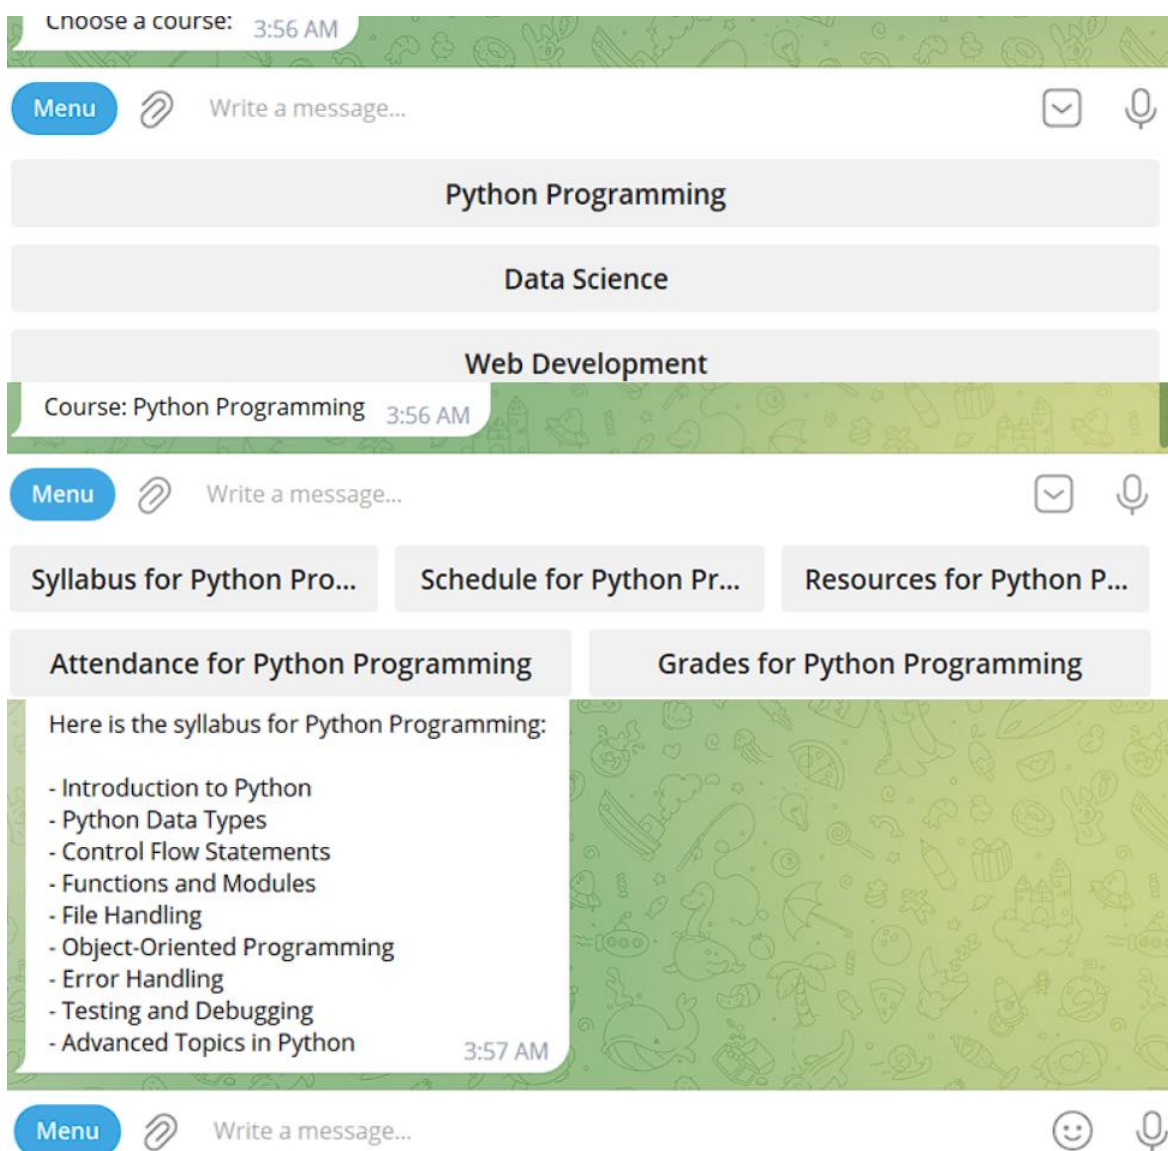 Choose a course: 3:56 AM
Menu Write a message...
Python Programming
Data Science
Web Development
Course: Python Programming 3:56 AM
Menu Write a message...
Syllabus for Python Pro... Schedule for Python Pr... Resources for Python P...
Attendance for Python Programming Grades for Python Programming
Here is the syllabus for Python Programming:
- Introduction to Python
- Python Data Types
- Control Flow Statements
- Functions and Modules
- File Handling
- Object-Oriented Programming
- Error Handling
- Testing and Debugging
- Advanced Topics in Python 3:57 AM
Menu Write a message...